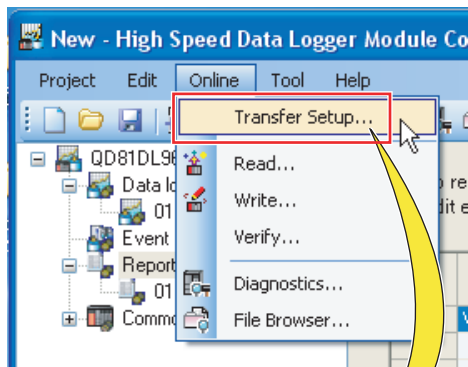 New - High Speed Data Logger Module Co
Project Edit Online Tool Help
Transfer Setup...
QD81DL96
Read...
Data lo
Write...
01
Verify...
Event
Report
Diagnostics...
01
File Browser...
Commo